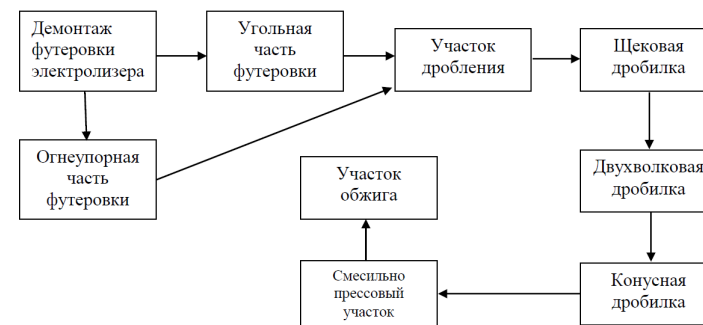 Демонтаж
футеровки
электролизера
Угольная
часть
футеровки
Участок
дробления
Щековая
дробилка
Огнеупорная
часть
футеровки
Участок
обжига
Двухволковая
дробилка
Смесильно
прессовый
участок
Конусная
дробилка